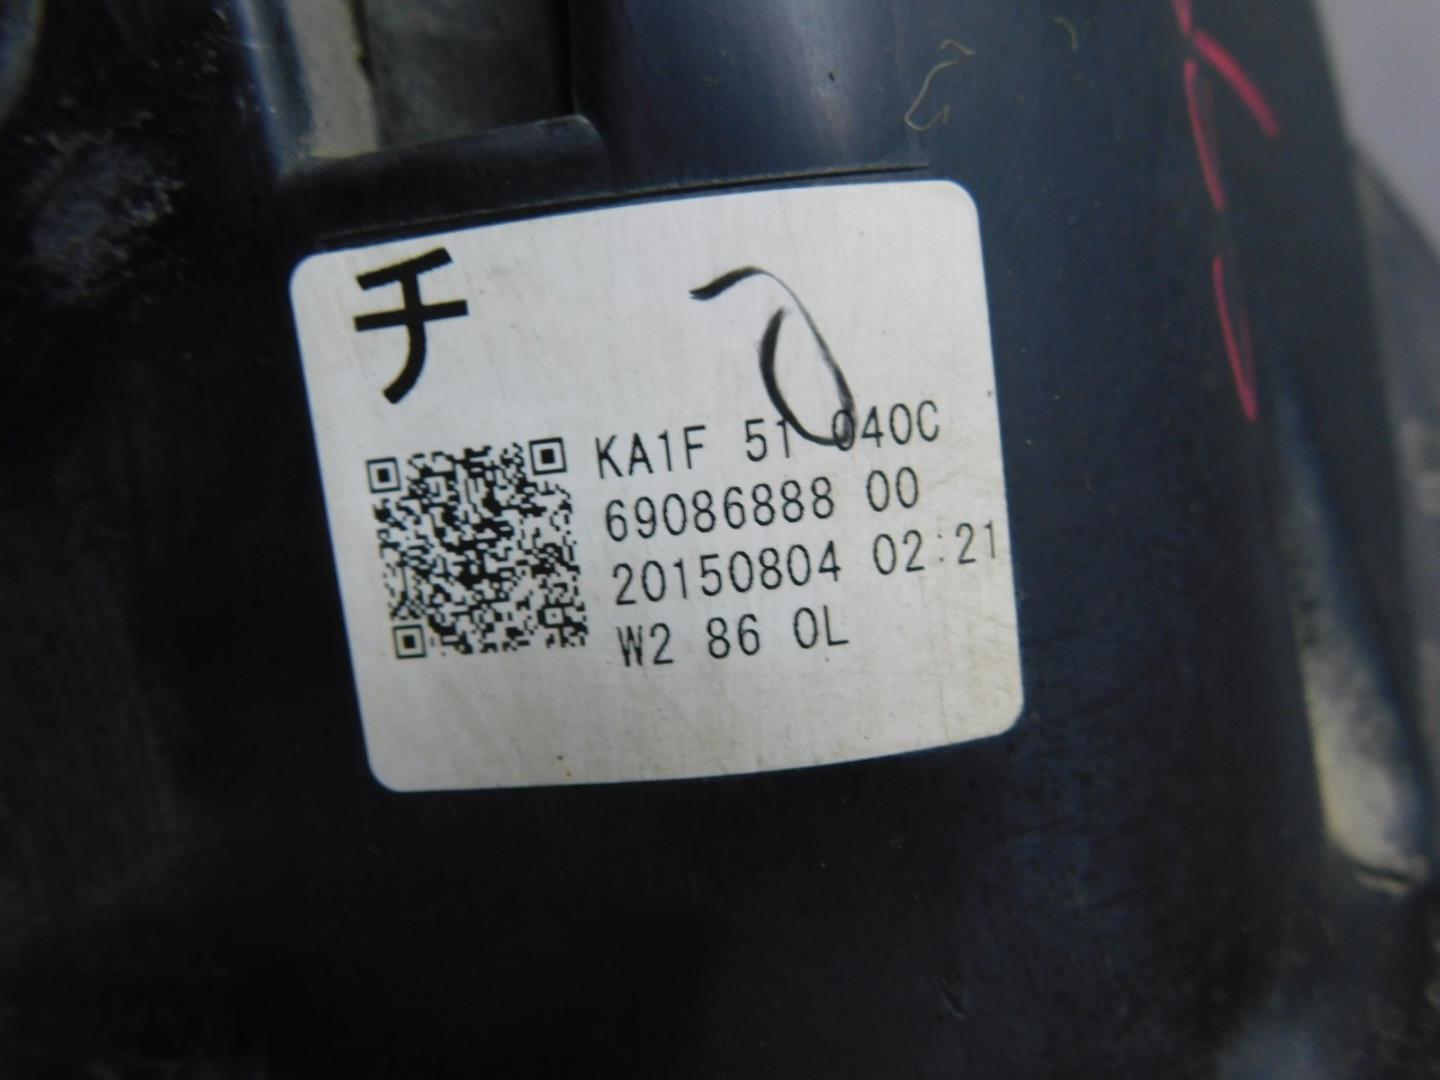 チ
KA1F 51 040C
69086888 00
20150804 02:21
W2 86 0L